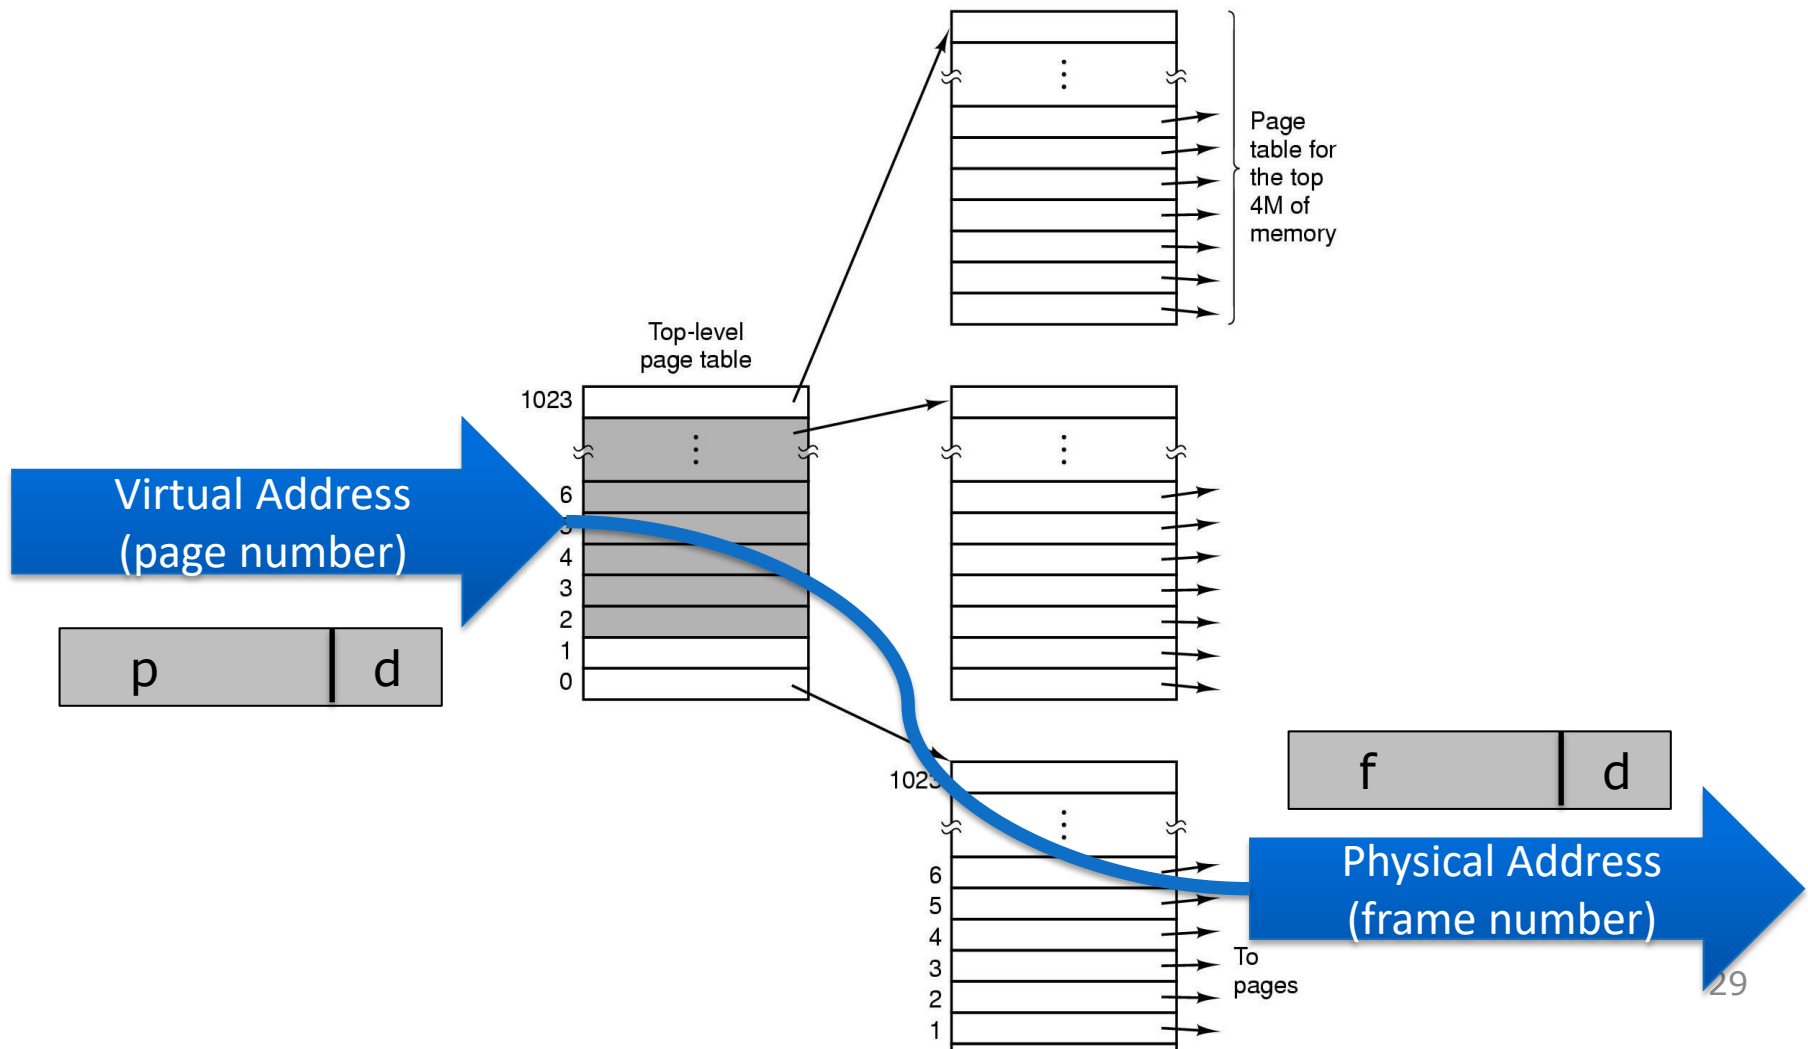 Page
table for
the top
4M of
memory
Top-level
page table
1023
6
4
3
2
1
0
Virtual Address
(page number)
p
d
f
d
1023
6
5
4
3
2
1
To
pages
Physical Address
(frame number)
29